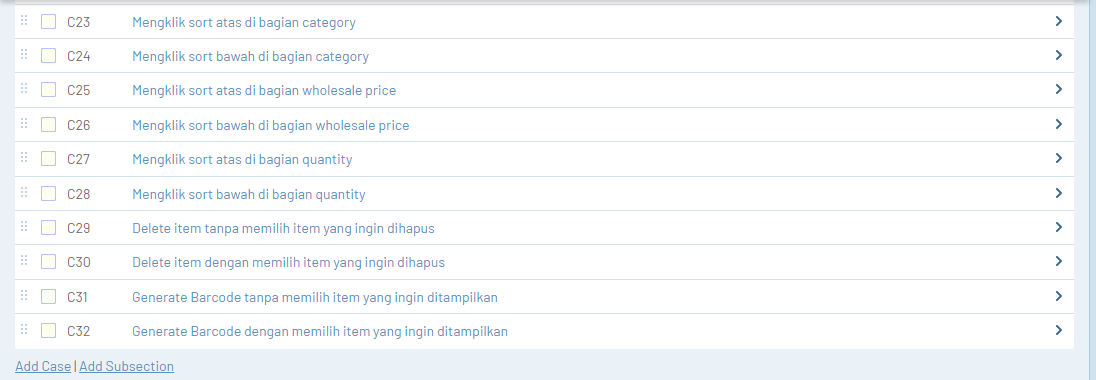 C23 Mengklik sort atas di bagian category
C24 Mengklik sort bawah di bagian category
C25 Mengklik sort atas di bagian wholesale price
C26 Mengklik sort bawah di bagian wholesale price
C27 Mengklik sort atas di bagian quantity
C28 Mengklik sort bawah di bagian quantity
C29 Delete item tanpa memilih item yang ingin dihapus
C30 Delete item dengan memilih item yang ingin dihapus
C31 Generate Barcode tanpa memilih item yang ingin ditampilkan
C32 Generate Barcode dengan memilih item yang ingin ditampilkan
Add Case | Add Subsection